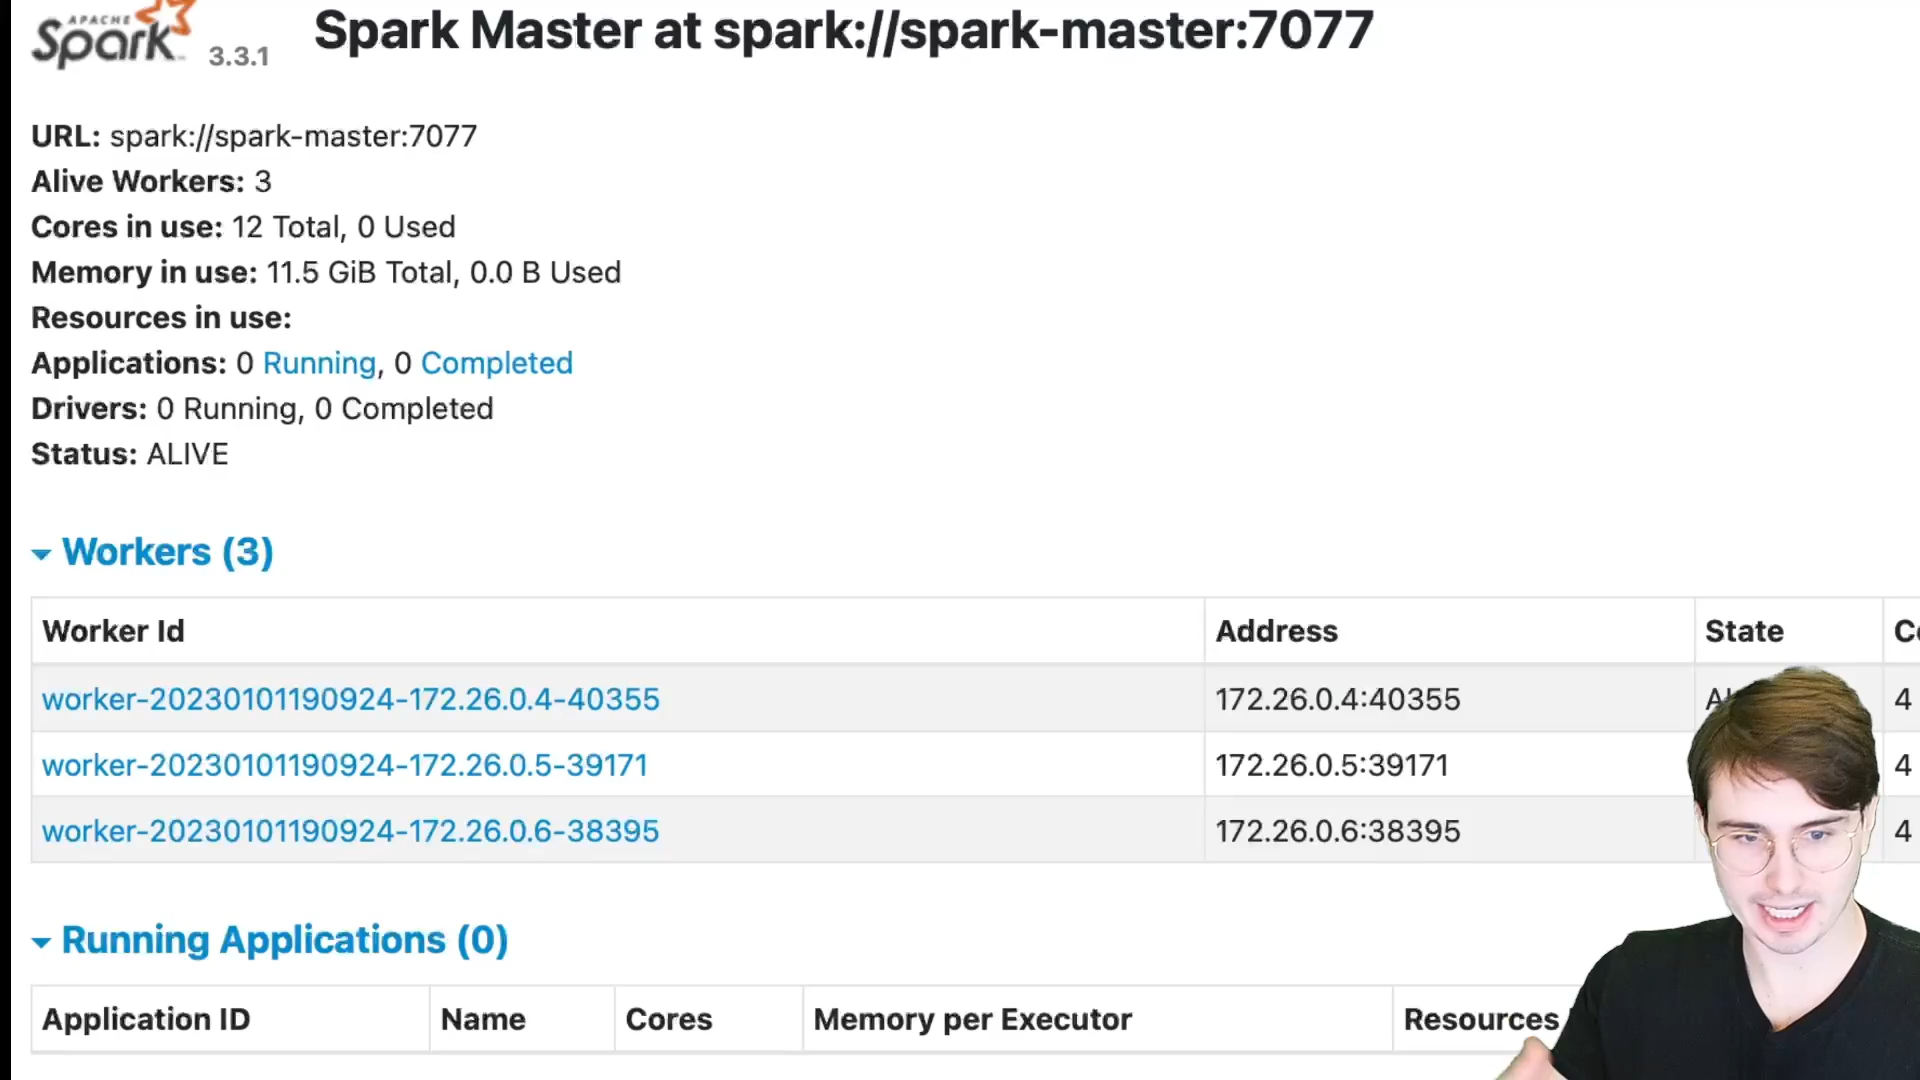 APACHE
Spark 3.3.1 Spark Master at spark://spark-master:7077
URL: spark://spark-master:7077
Alive Workers: 3
Cores in use: 12 Total, 0 Used
Memory in use: 11.5 GiB Total, 0.0 B Used
Resources in use:
Applications: 0 Running, 0 Completed
Drivers: 0 Running, 0 Completed
Status: ALIVE
Workers (3)
Worker Id Address State
worker-20230101190924-172.26.0.4-40355 172.26.0.4:40355 4
worker-20230101190924-172.26.0.5-39171 172.26.0.5:39171 4
worker-20230101190924-172.26.0.6-38395 172.26.0.6:38395 4
Running Applications (0)
Application ID Name Cores Memory per Executor Resources